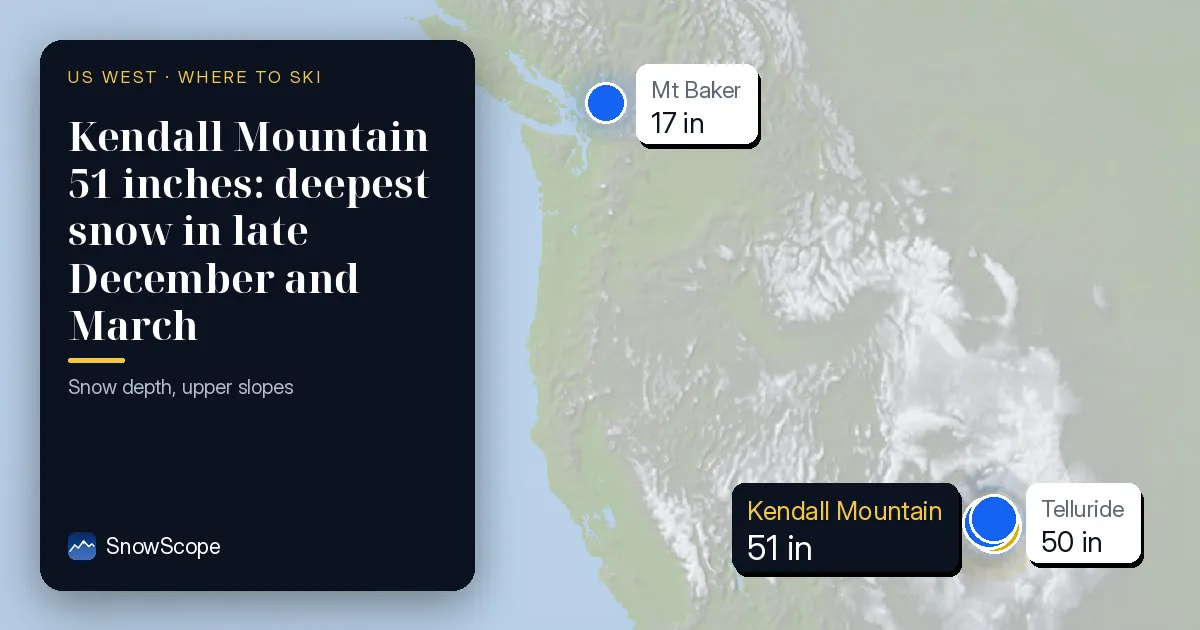 US WEST · WHERE TO SKI
Kendall Mountain
51 inches: deepest
snow in late
December and
March
Snow depth, upper slopes
SnowScope
Mt Baker
17 in
Kendall Mountain
51 in
Telluride
50 in